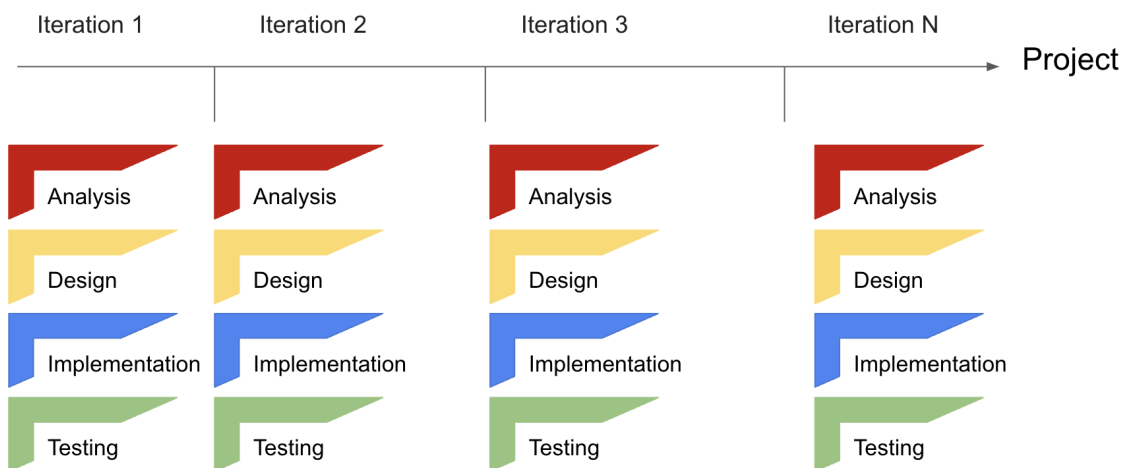 Iteration 1 Iteration 2 Iteration 3 Iteration N
Project
Analysis Analysis Analysis Analysis
Design Design Design Design
Implementation Implementation Implementation Implementation
Testing Testing Testing Testing